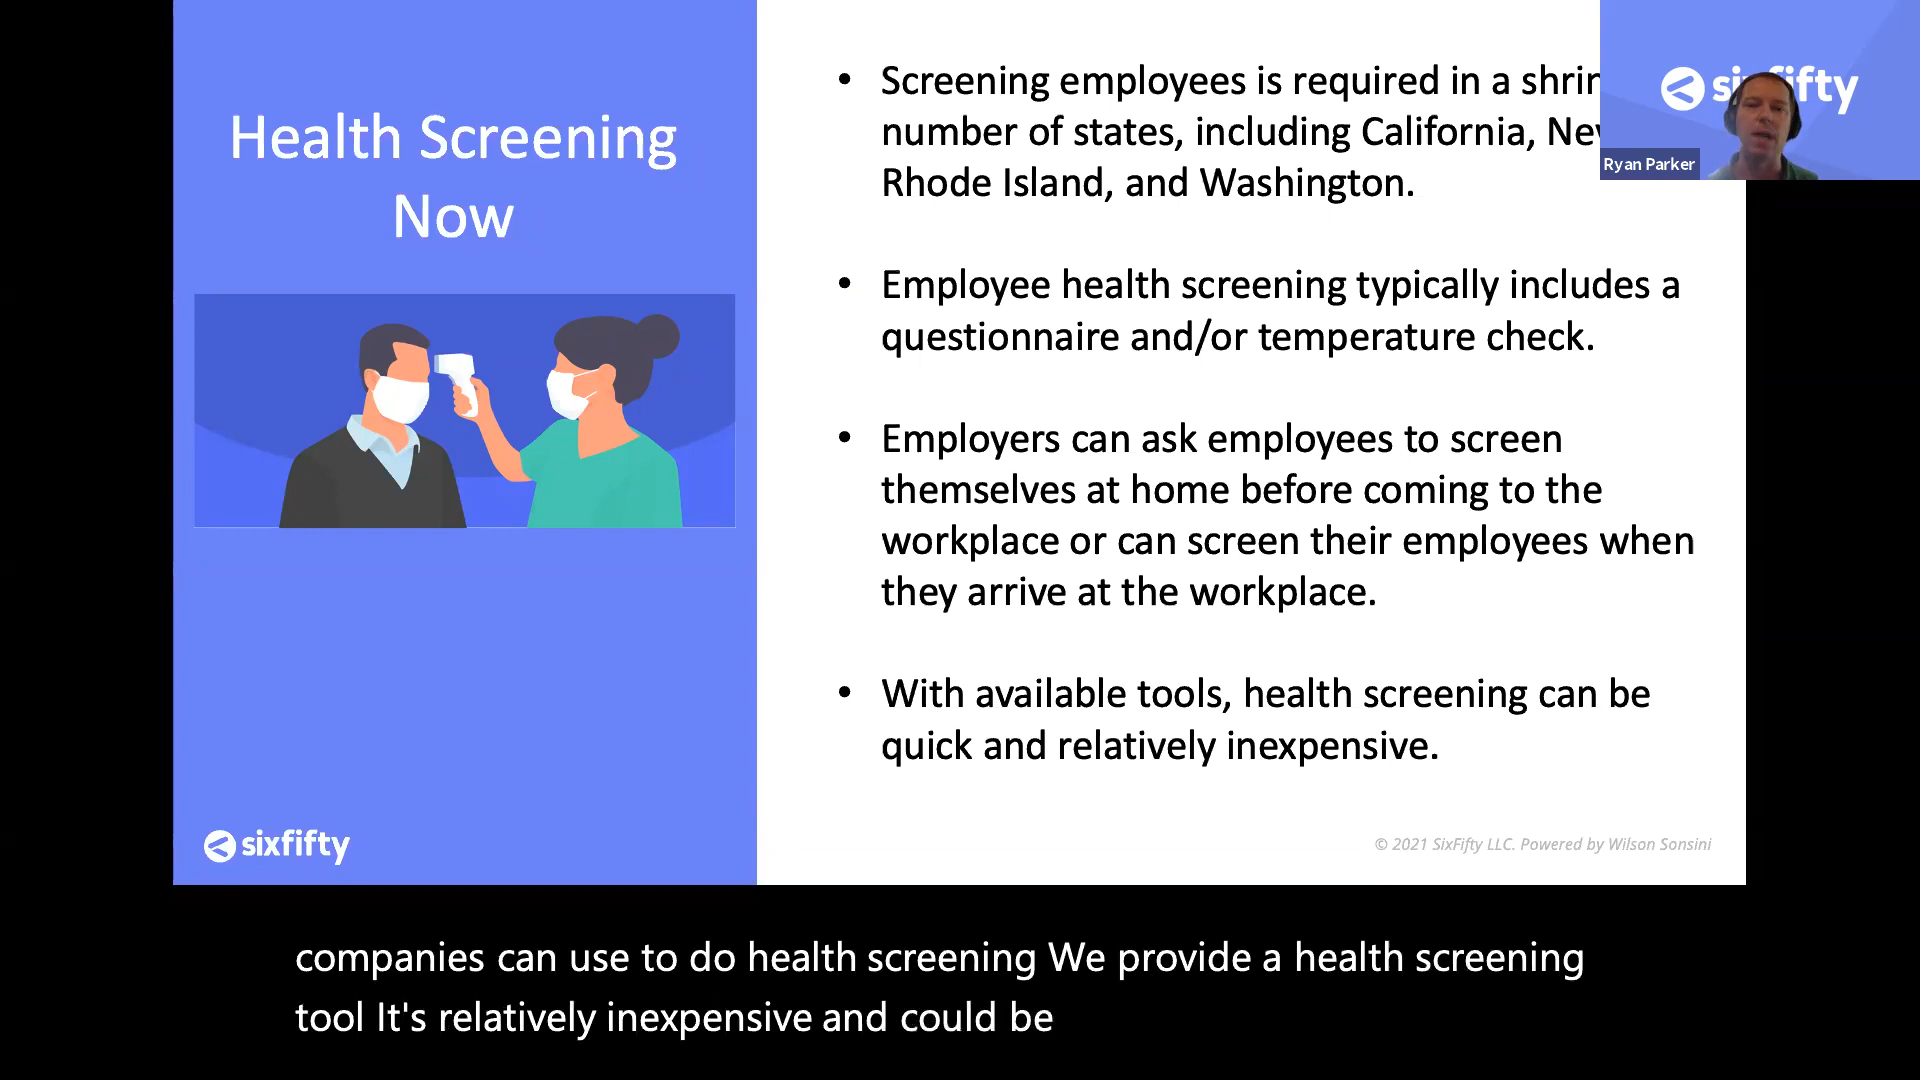 Health Screening
Now
sixfifty
• Screening employees is required in a
number of states, including California,
Rhode Island, and Washington.
• Employee health screening typically includes a
questionnaire and/or temperature check.
• Employers can ask employees to screen
themselves at home before coming to the
workplace or can screen their employees when
they arrive at the workplace.
• With available tools, health screening can be
quick and relatively inexpensive.
© 2021 SixFifty LLC. Powered by Wilson Sonsini
sixfifty
Ryan Parker
companies can use to do health screening We provide a health screening
tool It's relatively inexpensive and could be